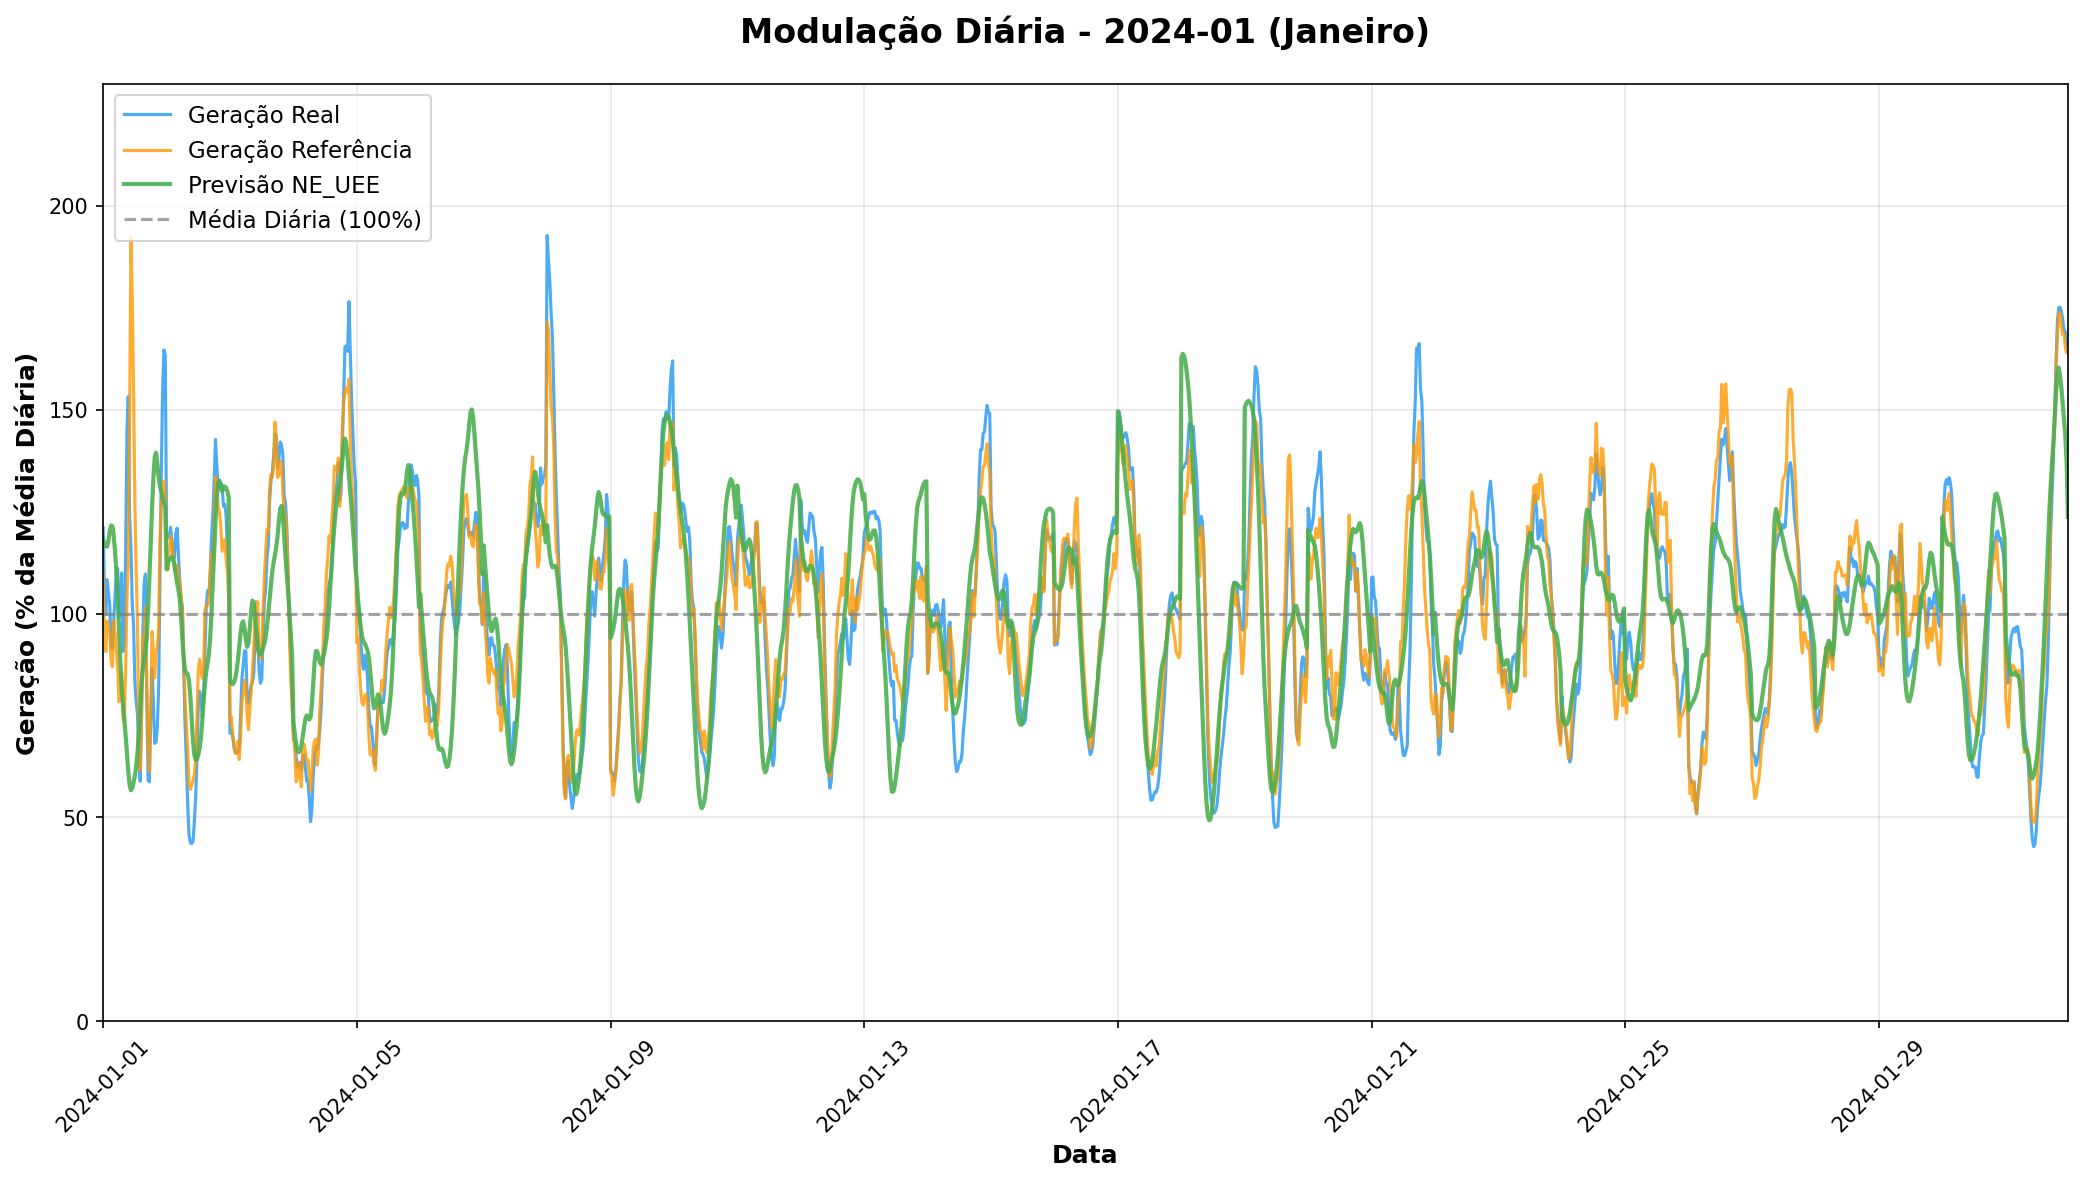 Modulação Diária - 2024-01 (Janeiro)
Geração Real
Geração Referência
Previsão NE_UEE
Média Diária (100%)
Geração (% da Média Diária)
200
150
100
50
0
2024-01-01
2024-01-05
2024-01-09
2024-01-13
2024-01-17
2024-01-21
2024-01-25
2024-01-29
Data